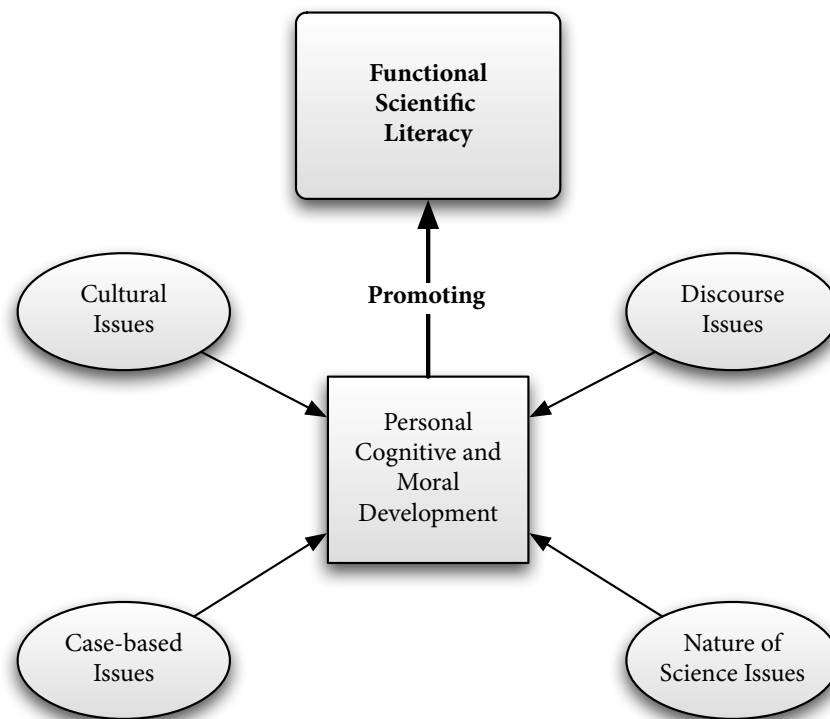 Functional
Scientific
Literacy
Cultural
Issues
Promoting
Discourse
Issues
Personal
Cognitive and
Moral
Development
Case-based
Issues
Nature of
Science Issues